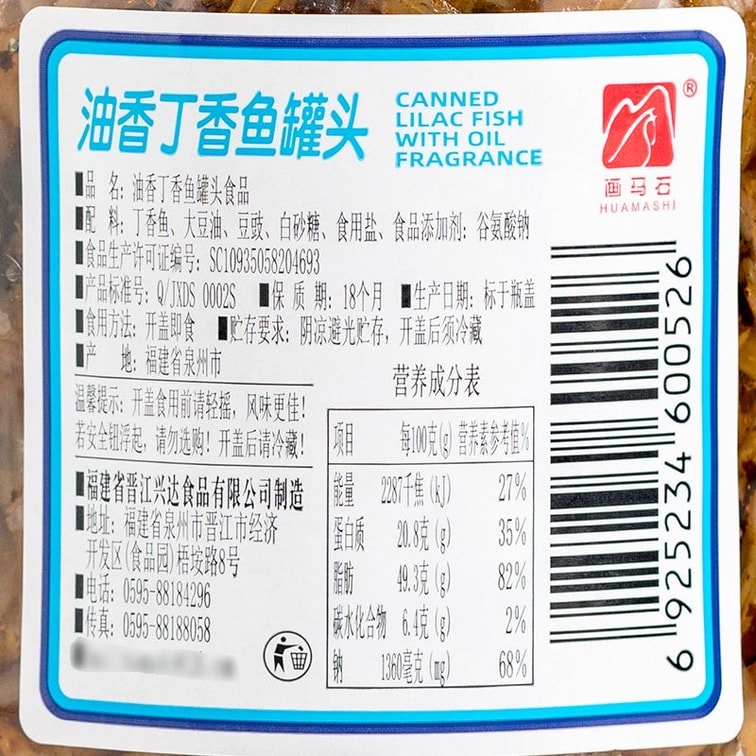 油香丁香鱼罐头
CANNED
LILAC FISH
WITH OIL
FRAGRANCE
®
画马石
HUAMASHI
品 名: 油香丁香鱼罐头食品
配 料: 丁香鱼、大豆油、豆豉、白砂糖、食用盐、食品添加剂: 谷氨酸钠
食品生产许可证编号: SC10935058204693
产品标准号: Q/JXDS 0002S 保 质 期: 18个月 生产日期: 标于瓶盖
食用方法: 开盖即食 贮存要求: 阴凉避光贮存, 开盖后须冷藏
产 地: 福建省泉州市
温馨提示: 开盖食用前请轻摇, 风味更佳!
若安全钮浮起, 请勿选购! 开盖后请冷藏!
福建省晋江兴达食品有限公司制造
地址: 福建省泉州市晋江市经济
开发区(食品园)梧垵路8号
电话: 0595-88184296
传真: 0595-88188058
营养成分表
项目 每100克(g) 营养素参考值%
能量 2287千焦(kJ) 27%
蛋白质 20.8克(g) 35%
脂肪 49.3克(g) 82%
碳水化合物 6.4克(g) 2%
钠 1360毫克(mg) 68%
6 925234 600526